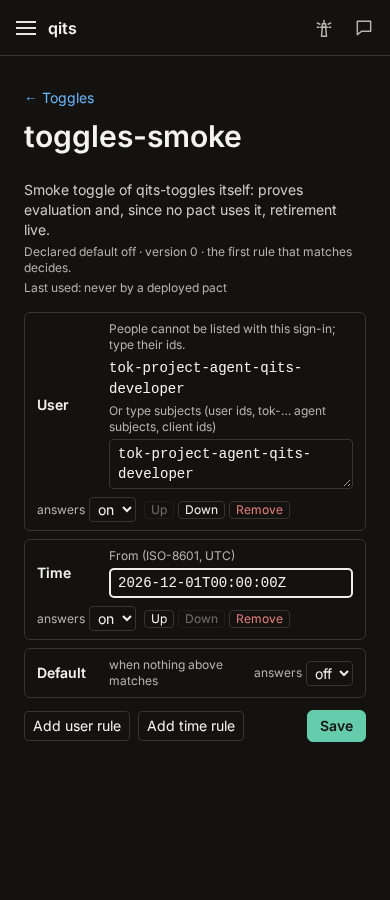 qits
← Toggles
toggles-smoke
Smoke toggle of qits-toggles itself: proves
evaluation and, since no pact uses it, retirement
live.
Declared default off · version 0 · the first rule that matches
decides.
Last used: never by a deployed pact
User
People cannot be listed with this sign-in;
type their ids.
tok-project-agent-qits-
developer
Or type subjects (user ids, tok-… agent
subjects, client ids)
tok-project-agent-qits-
developer
answers on Up Down Remove
Time
From (ISO-8601, UTC)
2026-12-01T00:00:00Z
answers on Up Down Remove
Default
when nothing above
matches
answers off
Add user rule Add time rule Save